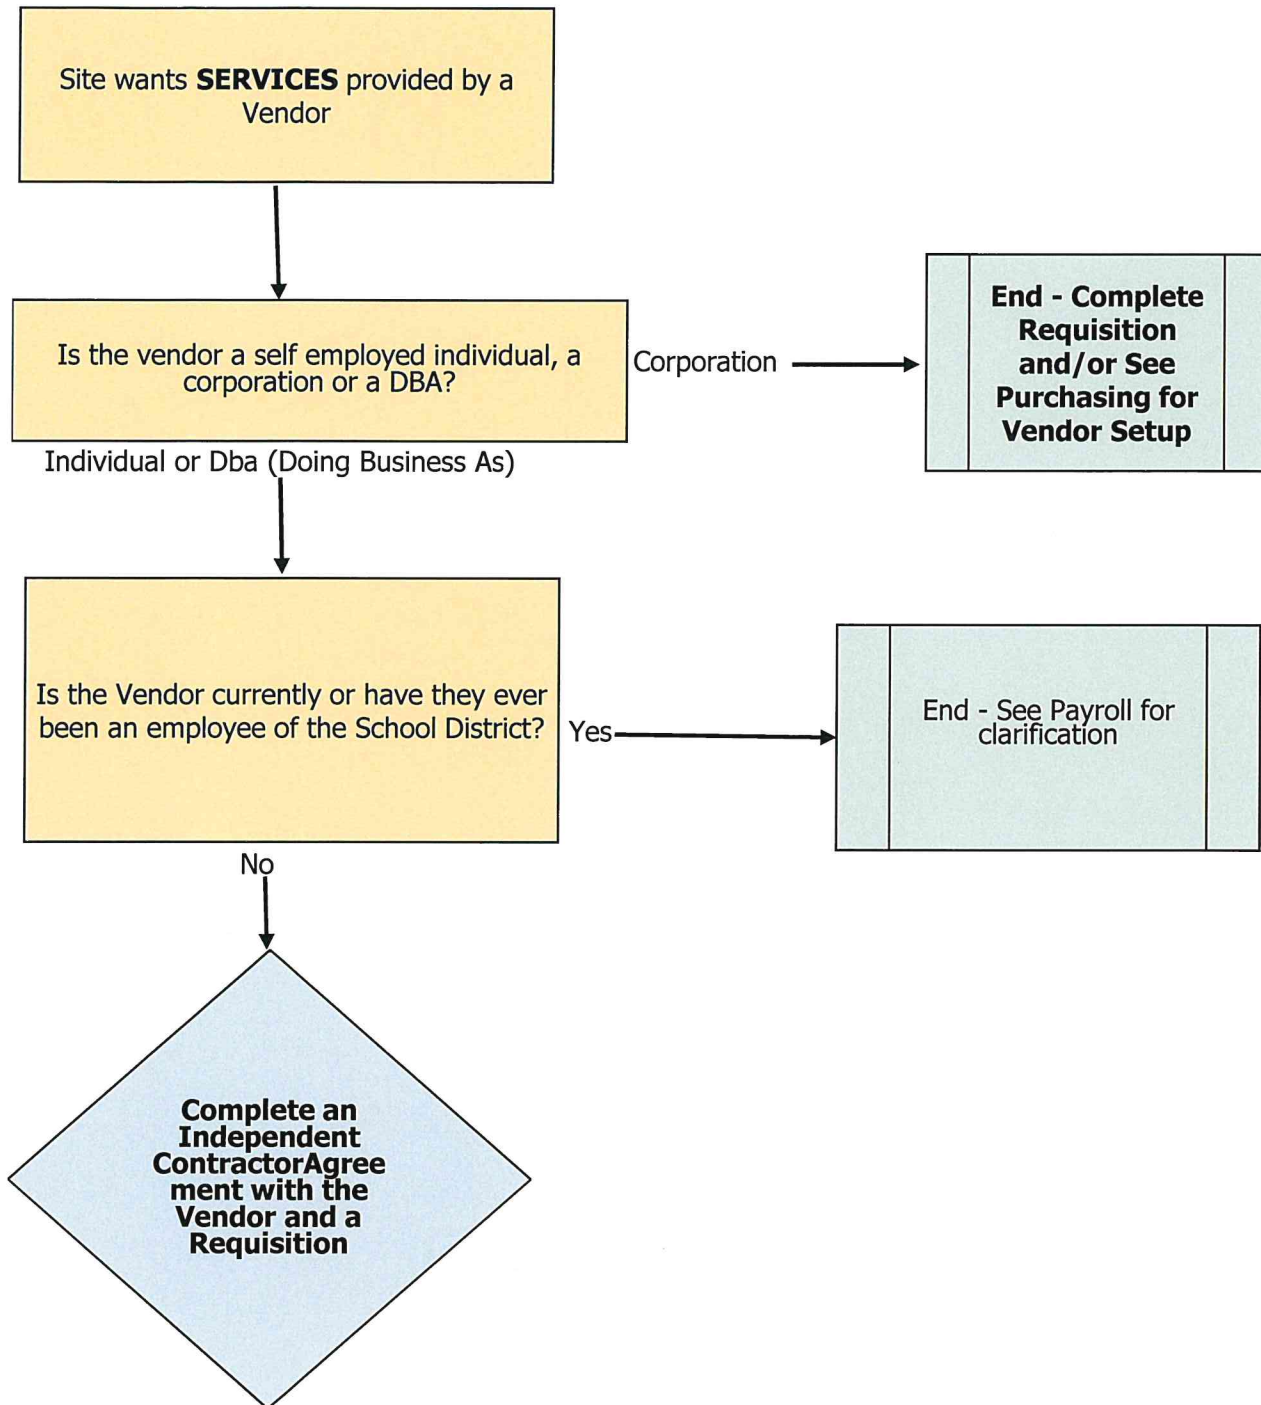 Site wants SERVICES provided by a
Vendor
Is the vendor a self employed individual, a
corporation or a DBA?
Corporation
End - Complete
Requisition
and/or See
Purchasing for
Vendor Setup
Individual or Dba (Doing Business As)
Is the Vendor currently or have they ever
been an employee of the School District?
Yes
End - See Payroll for
clarification
No
Complete an
Independent
ContractorAgree
ment with the
Vendor and a
Requisition